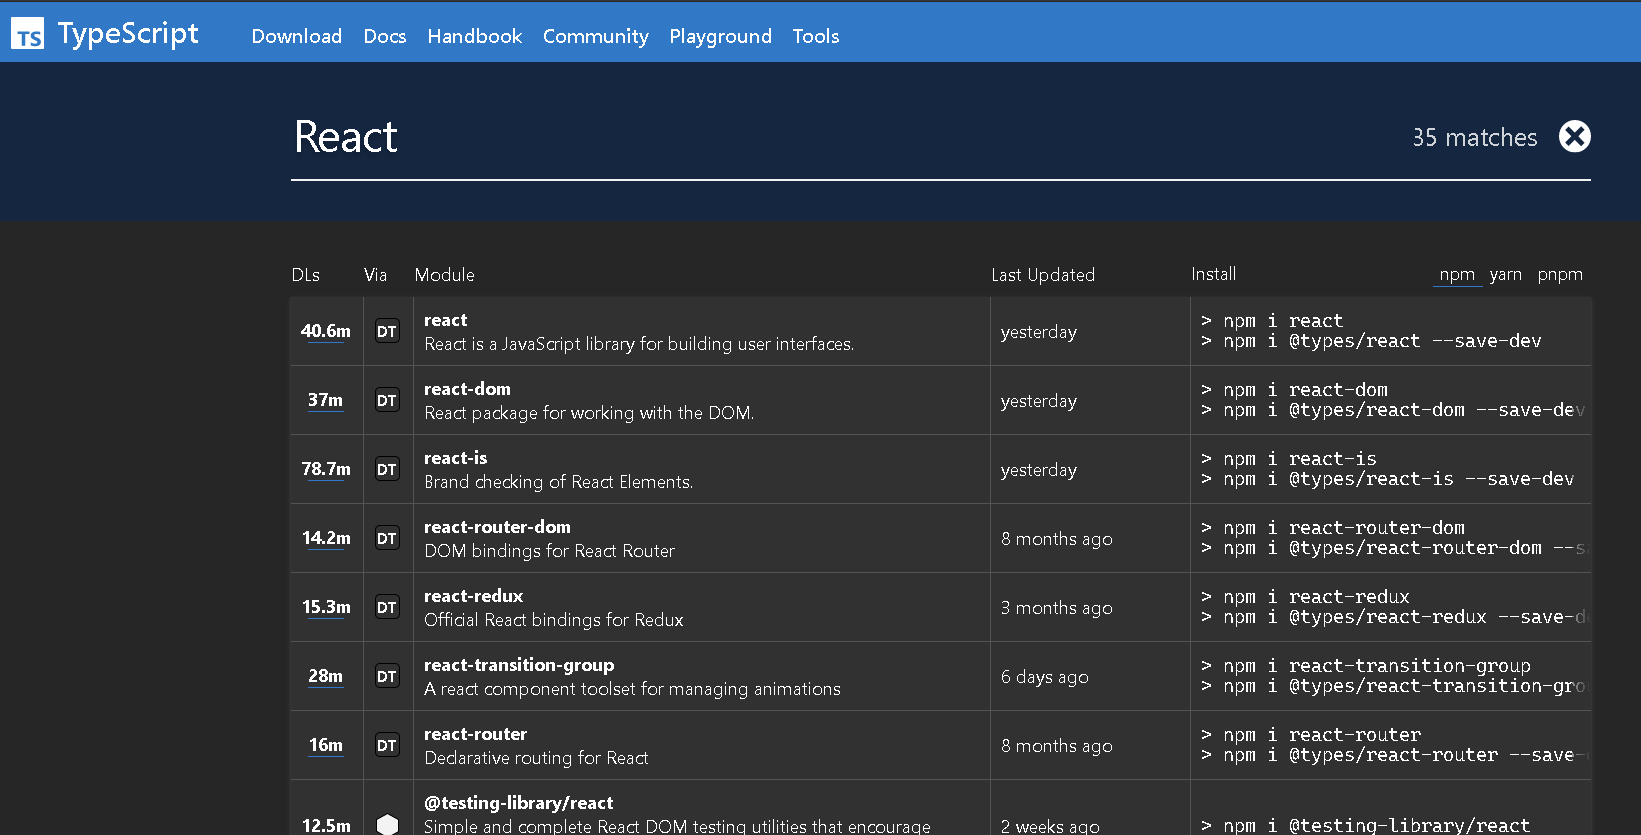 TS TypeScript Download Docs Handbook Community Playground Tools
React 35 matches
DLs Via Module Last Updated Install npm yarn pnpm
40.6m DT react yesterday > npm i react
React is a JavaScript library for building user interfaces. > npm i @types/react --save-dev
37m DT react-dom yesterday > npm i react-dom
React package for working with the DOM. > npm i @types/react-dom --save-dev
78.7m DT react-is yesterday > npm i react-is
Brand checking of React Elements. > npm i @types/react-is --save-dev
14.2m DT react-router-dom 8 months ago > npm i react-router-dom
DOM bindings for React Router > npm i @types/react-router-dom --s
15.3m DT react-redux 3 months ago > npm i react-redux
Official React bindings for Redux > npm i @types/react-redux --save-d
28m DT react-transition-group 6 days ago > npm i react-transition-group
A react component toolset for managing animations > npm i @types/react-transition-gro
16m DT react-router 8 months ago > npm i react-router
Declarative routing for React > npm i @types/react-router --save-
12.5m @testing-library/react 2 weeks ago > npm i @testing-library/react
Simple and complete React DOM testing utilities that encourage